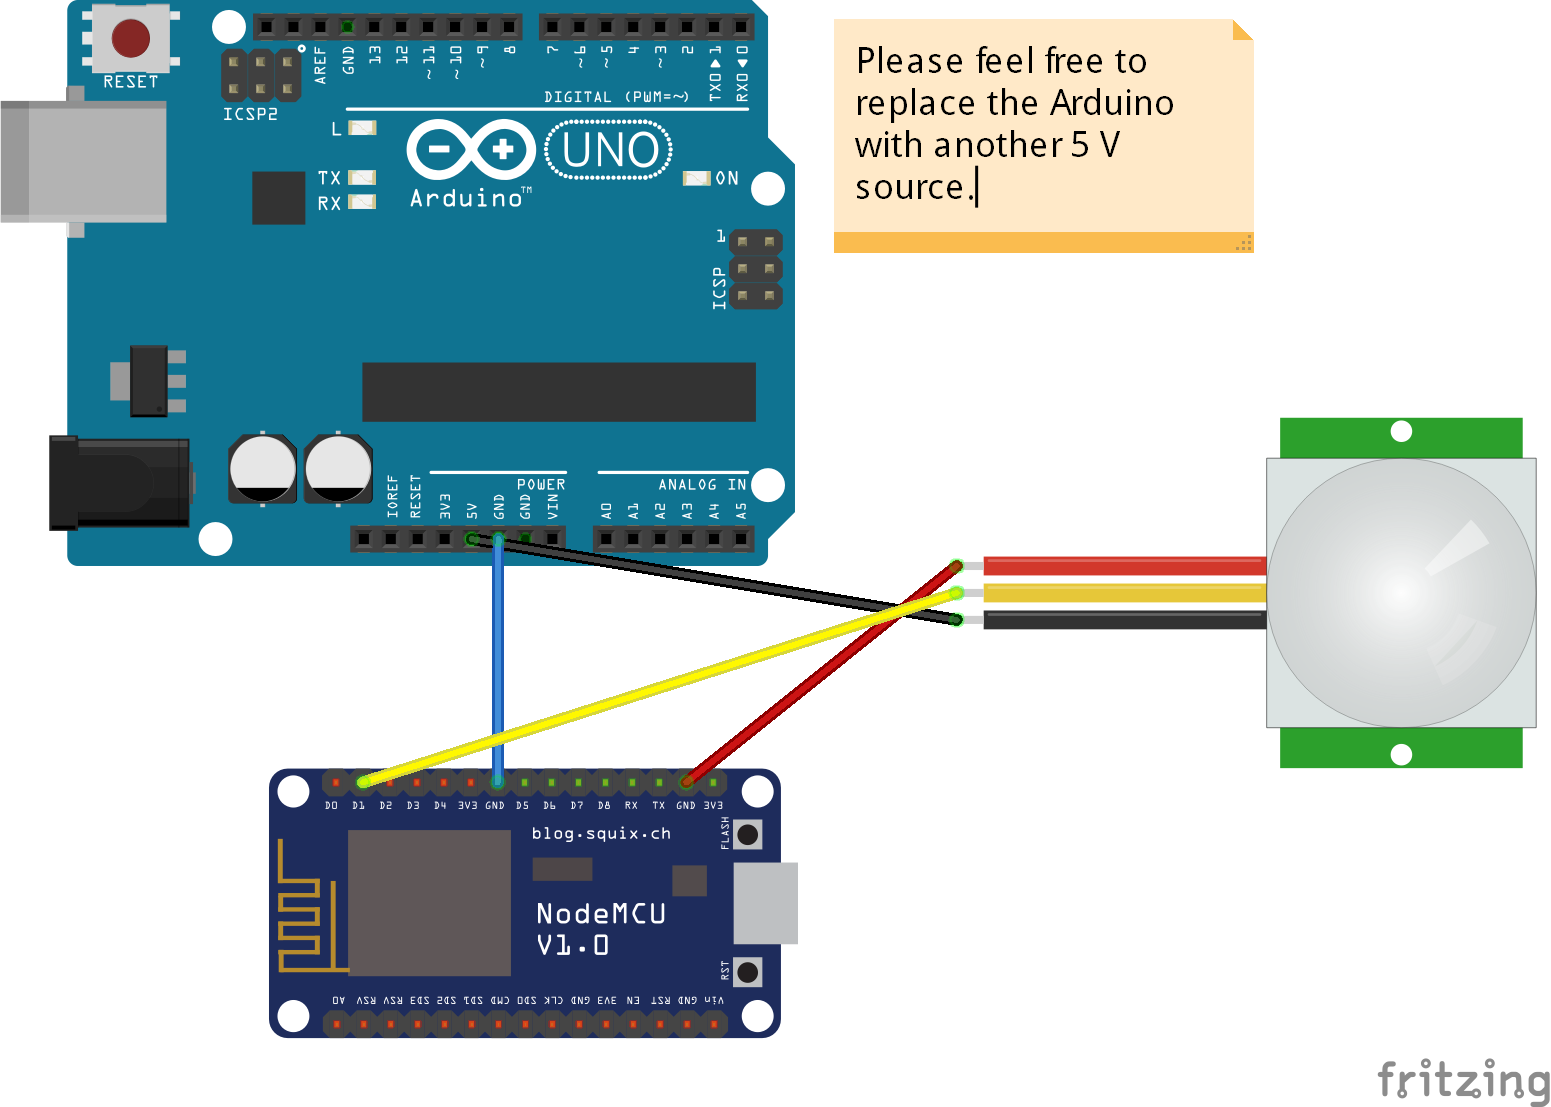 RESET
ICSP2
AREF
GND
13
12
~11
~10
~9
8
7
~6
~5
4
~3
2
TX0▶1
RX0◀0
DIGITAL (PWM=~)
L
TX
RX
UNO
Arduino™
ON
1
ICSP
Please feel free to
replace the Arduino
with another 5 V
source.
IOREF
RESET
3V3
5V
GND
GND
VIN
POWER
ANALOG IN
A0
A1
A2
A3
A4
A5
D0 D1 D2 D3 D4 3V3 GND D5 D6 D7 D8 RX TX GND 3V3
blog.squix.ch
FLASH
NodeMCU
V1.0
RST
A0 RSV RSV SD3 SD2 SD1 CMD SD0 CLK GND 3V3 EN RST GND Vin
fritzing